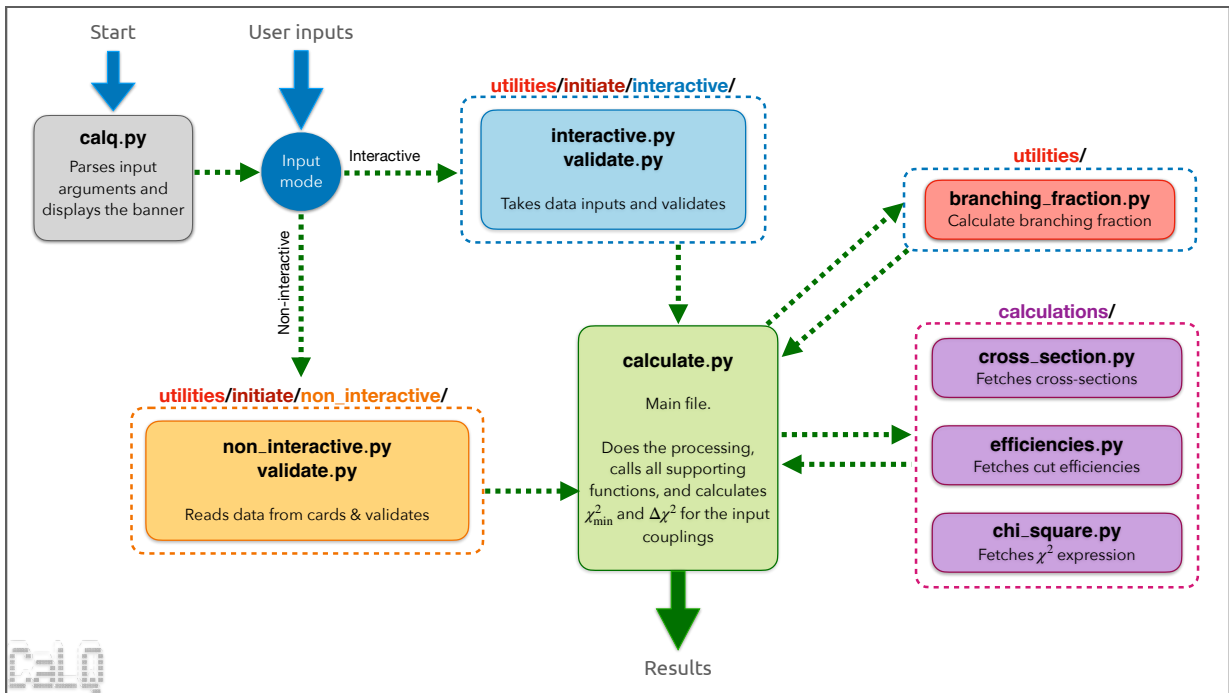 Start
User inputs
calq.py
Parses input
arguments and
displays the banner
Input
mode
Interactive
Non-interactive
utilities/initiate/interactive/
interactive.py
validate.py
Takes data inputs and validates
utilities/initiate/non_interactive/
non_interactive.py
validate.py
Reads data from cards & validates
calculate.py
Main file.
Does the processing,
calls all supporting
functions, and calculates
χ²min and Δχ² for the input
couplings
utilities/
branching_fraction.py
Calculate branching fraction
calculations/
cross_section.py
Fetches cross-sections
efficiencies.py
Fetches cut efficiencies
chi_square.py
Fetches χ² expression
Results
CaLQ